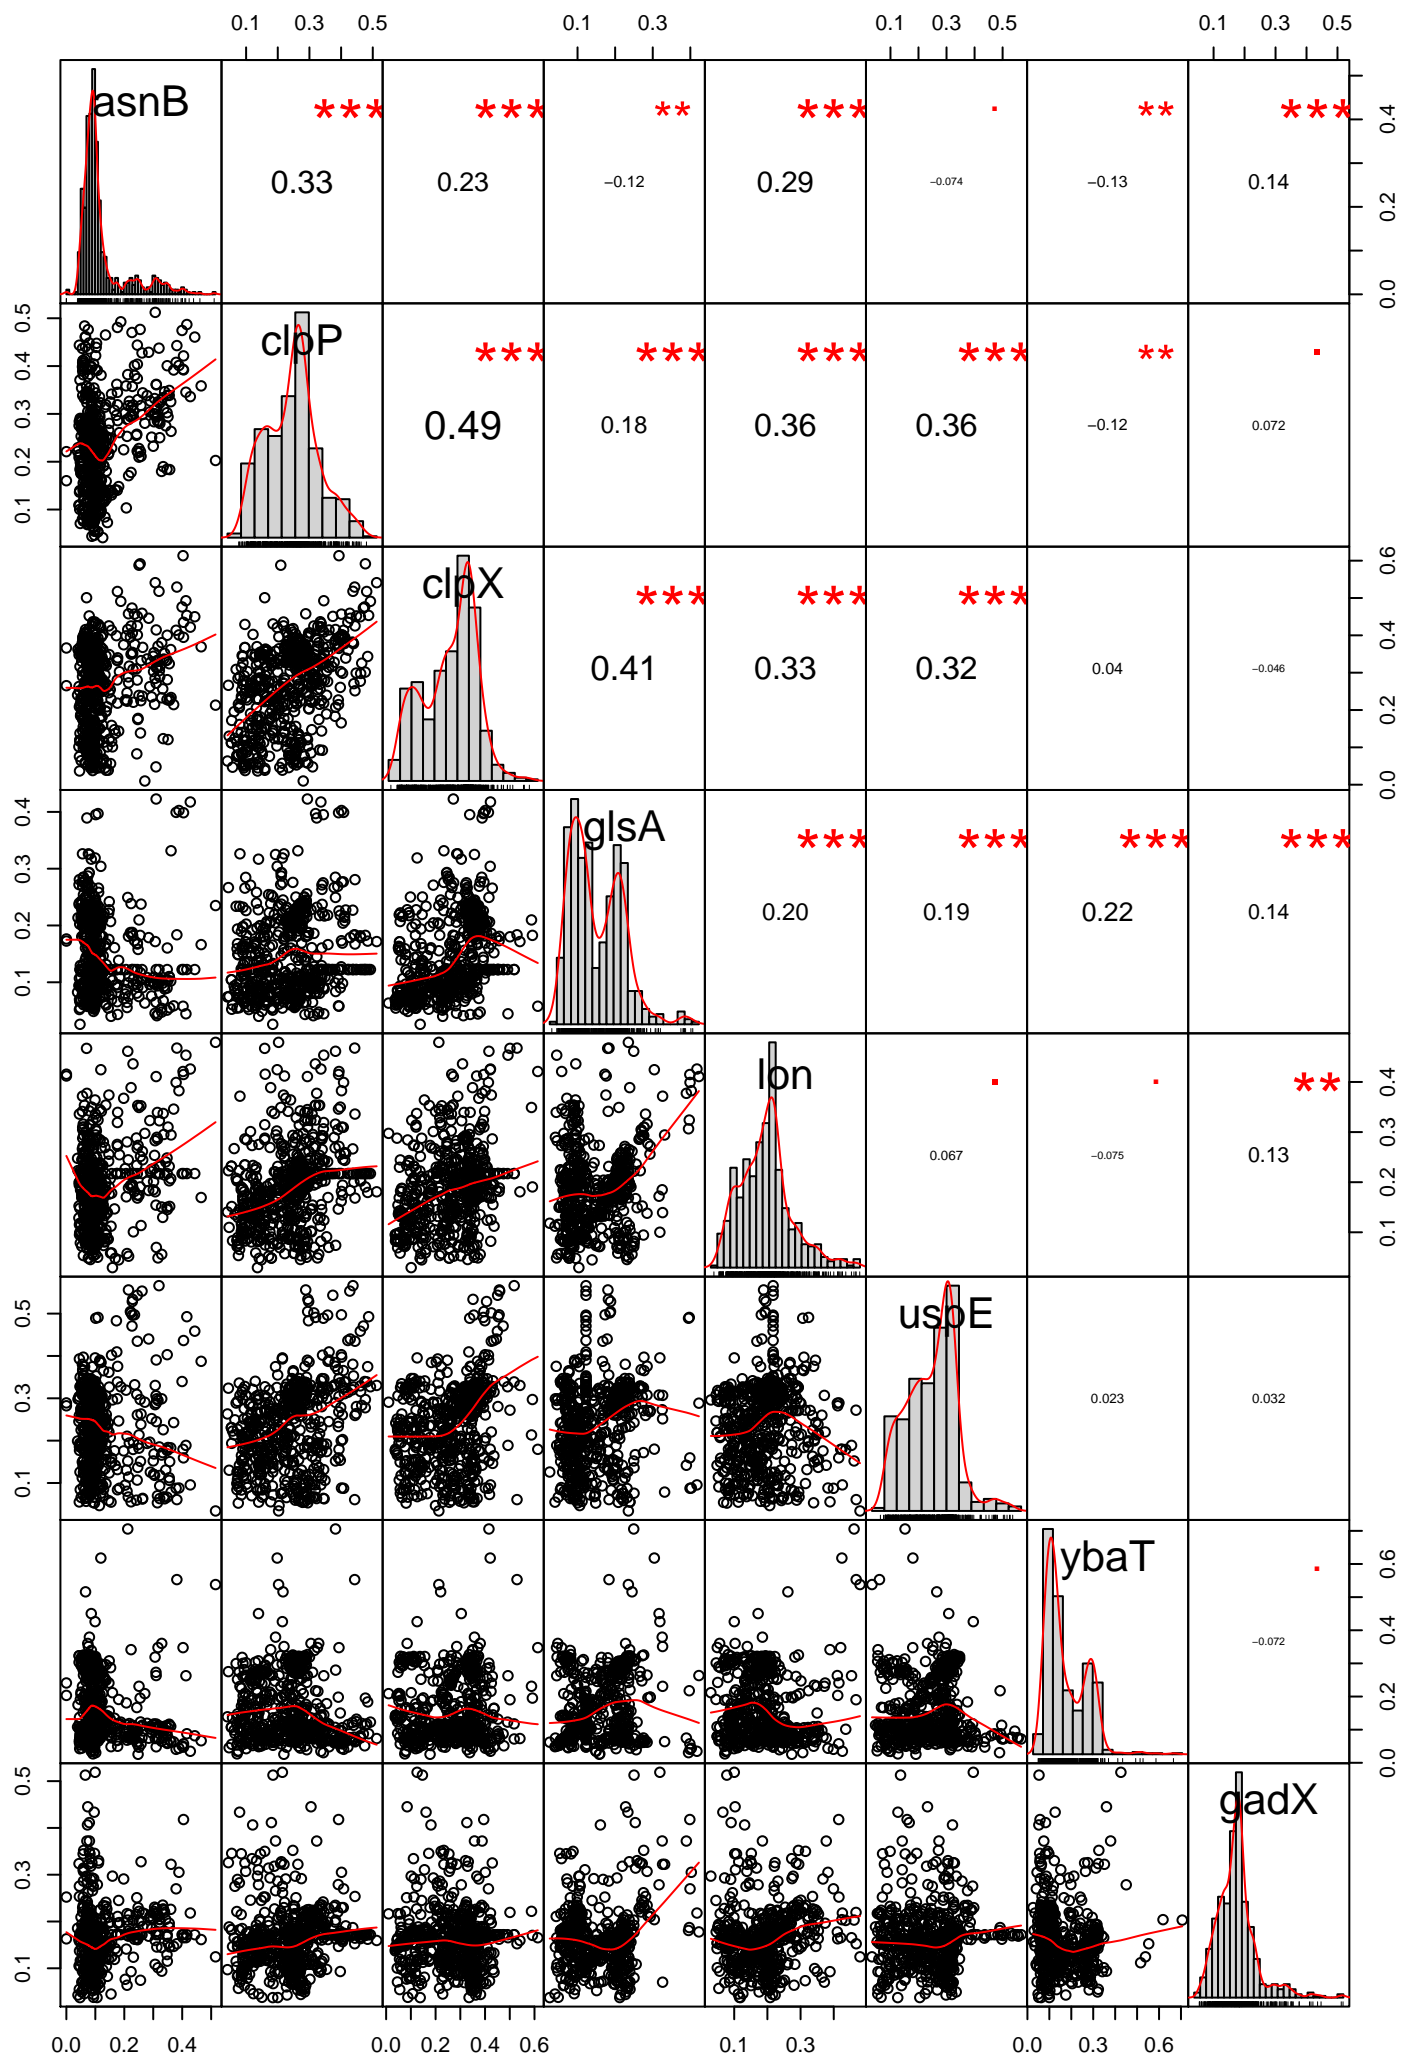 0.1 0.3 0.5 0.1 0.3 0.1 0.3 0.5 0.1 0.3 0.5
asnB *** *** ** *** . ** ***
0.33 0.23 −0.12 0.29 −0.074 −0.13 0.14
0.0 0.2 0.4
clpP *** *** *** *** ** .
0.49 0.18 0.36 0.36 −0.12 0.072
0.1 0.2 0.3 0.4 0.5
clpX *** *** ***
0.41 0.33 0.32 0.04 −0.046
0.0 0.2 0.4 0.6
glsA *** *** *** ***
0.20 0.19 0.22 0.14
0.1 0.2 0.3 0.4
lon . . **
0.067 −0.075 0.13
0.1 0.2 0.3 0.4
uspE
0.023 0.032
0.1 0.3 0.5
ybaT .
−0.072
0.0 0.2 0.4 0.6
gadX
0.1 0.3 0.5
0.0 0.2 0.4 0.0 0.2 0.4 0.6 0.1 0.3 0.0 0.3 0.6